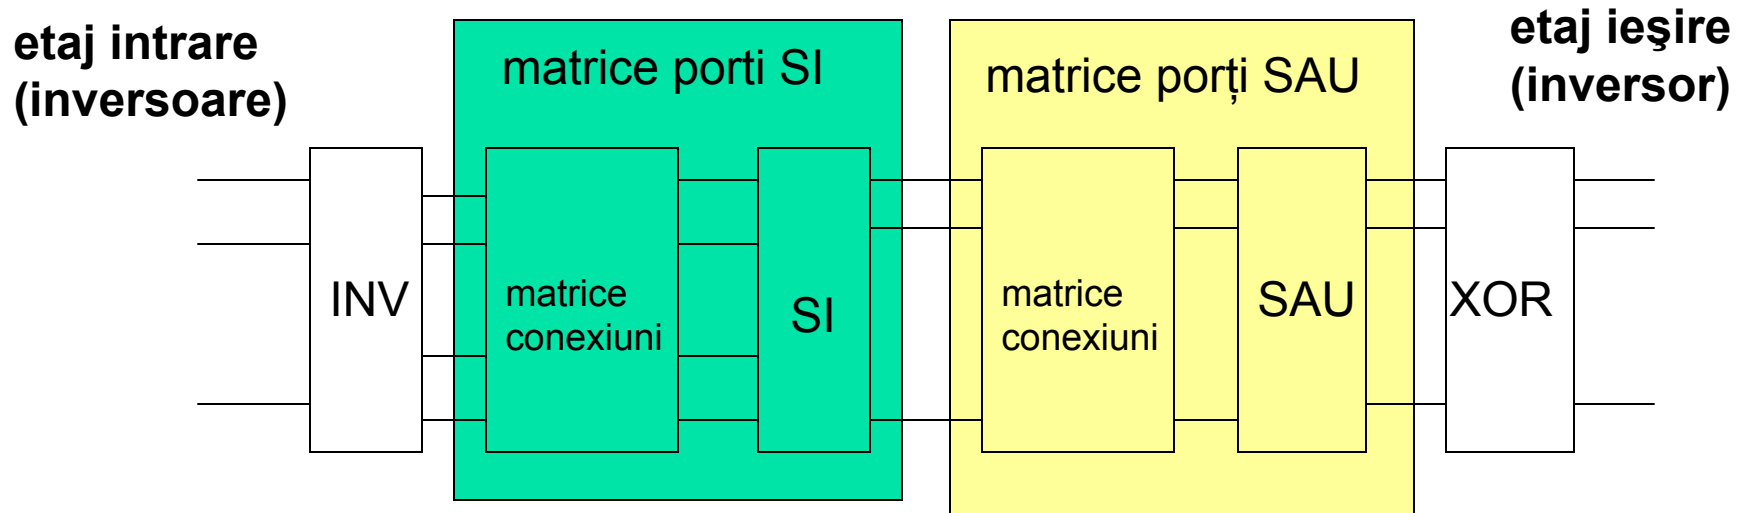 etaj intrare
(inversoare)
matrice porti SI
matrice porți SAU
etaj ieşire
(inversor)
INV
matrice
conexiuni
SI
matrice
conexiuni
SAU
XOR